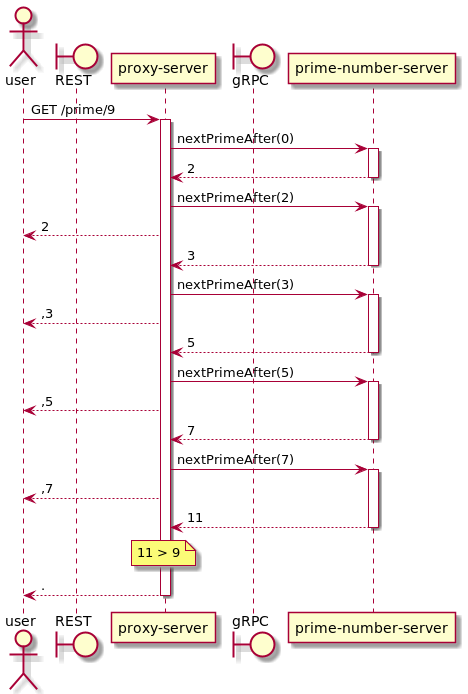 user
REST
proxy-server
gRPC
prime-number-server
GET /prime/9
nextPrimeAfter(0)
2
nextPrimeAfter(2)
2
3
nextPrimeAfter(3)
,3
5
nextPrimeAfter(5)
,5
7
nextPrimeAfter(7)
,7
11
11 > 9
.
user
REST
proxy-server
gRPC
prime-number-server